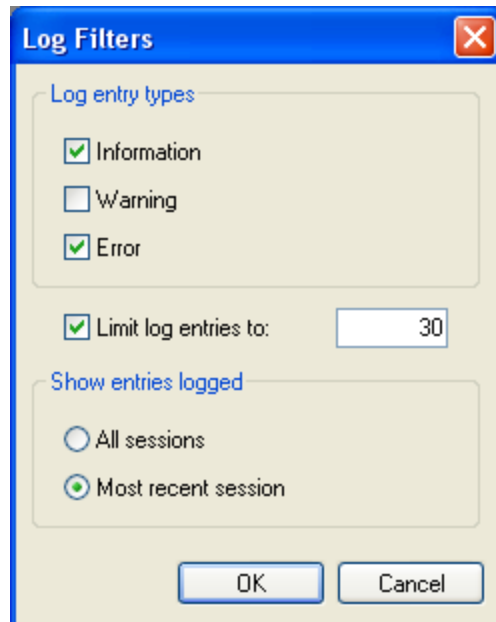 Log Filters
Log entry types
Information
Warning
Error
Limit log entries to: 30
Show entries logged
All sessions
Most recent session
OK Cancel